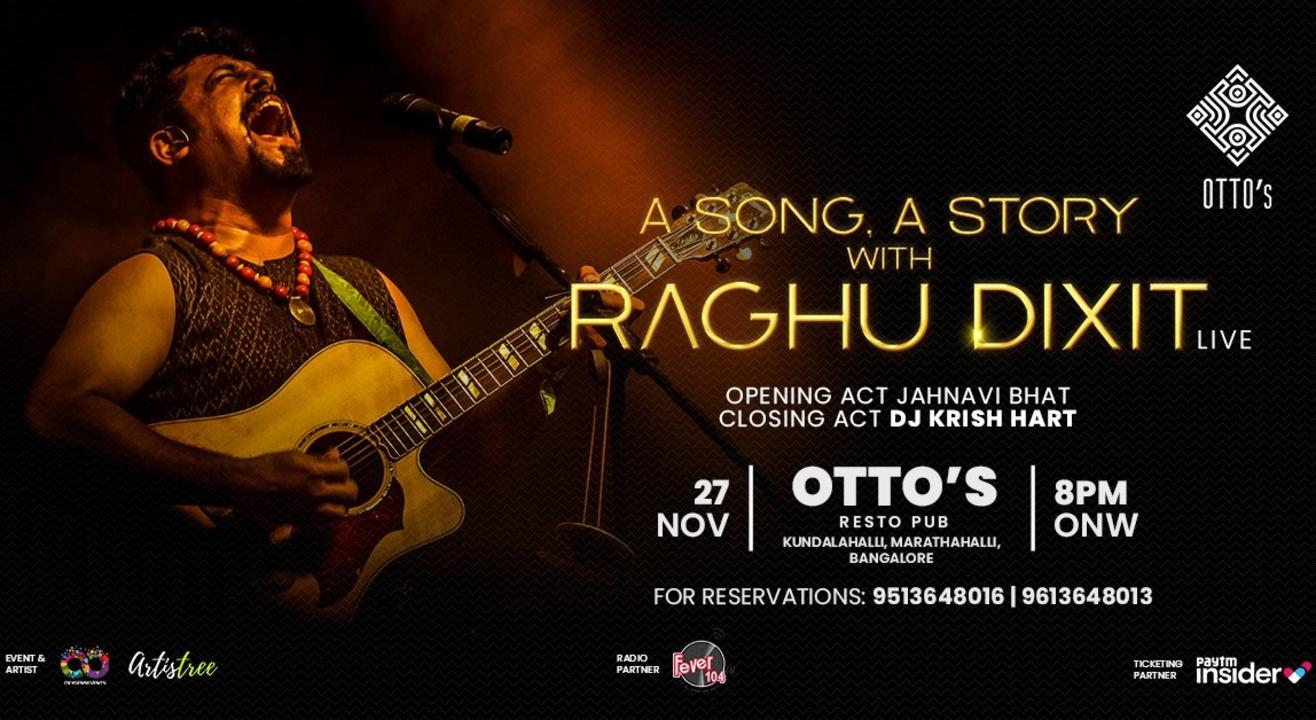 OTTO'S
A SONG, A STORY
WITH
RAGHU DIXIT LIVE
OPENING ACT JAHNAVI BHAT
CLOSING ACT DJ KRISH HART
27
NOV
OTTO'S
RESTO PUB
KUNDALAHALLI, MARATHAHALLI,
BANGALORE
8PM
ONW
FOR RESERVATIONS: 9513648016 | 9613648013
EVENT &
ARTIST
Artistree
RADIO
PARTNER
Fever
104
TICKETING
PARTNER
paytm
insider